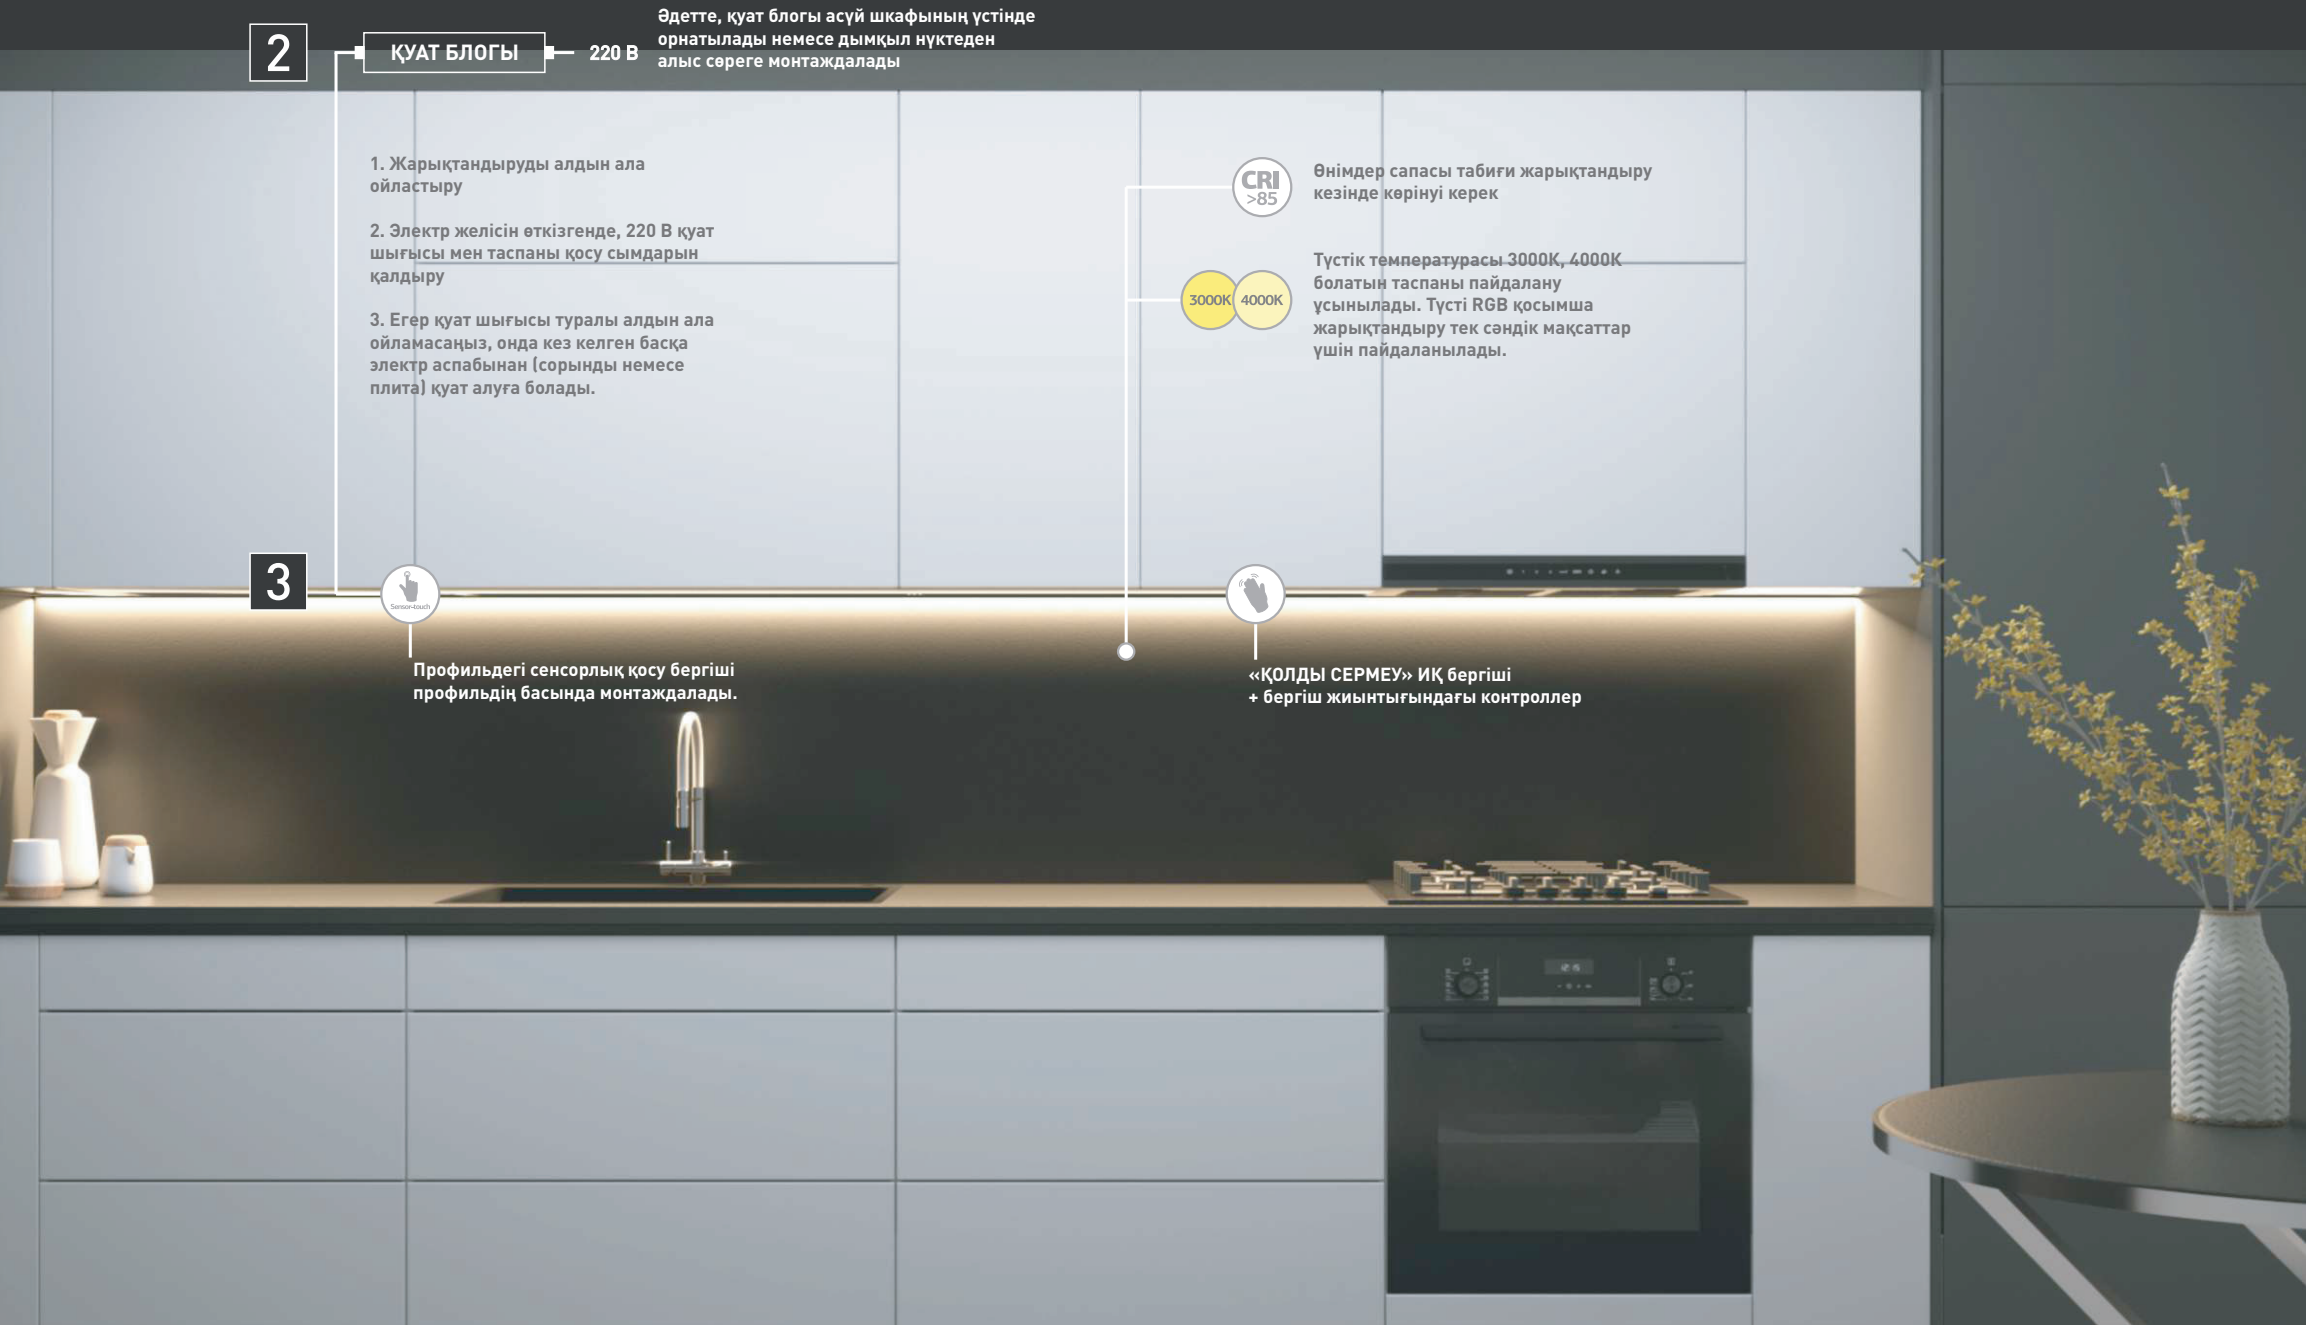 2
ҚУАТ БЛОГЫ
220 В
Әдетте, қуат блогы асүй шкафының үстінде
орнатылады немесе дымқыл нүктеден
алыс сөреге монтаждалады
1. Жарықтандыруды алдын ала
ойластыру
2. Электр желісін өткізгенде, 220 В қуат
шығысы мен таспаны қосу сымдарын
қалдыру
3. Егер қуат шығысы туралы алдын ала
ойламасаңыз, онда кез келген басқа
электр аспабынан (сорынды немесе
плита) қуат алуға болады.
CRI
>85
Өнімдер сапасы табиғи жарықтандыру
кезінде көрінуі керек
3000K
4000K
Түстік температурасы 3000К, 4000К
болатын таспаны пайдалану
ұсынылады. Түсті RGB қосымша
жарықтандыру тек сәндік мақсаттар
үшін пайдаланылады.
3
Sensor-touch
Профильдегі сенсорлық қосу бергіші
профильдің басында монтаждалады.
«ҚОЛДЫ СЕРМЕУ» ИҚ бергіші
+ бергіш жиынтығындағы контроллер